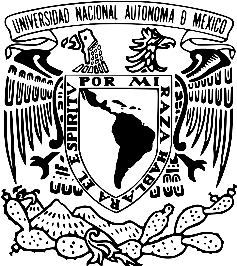 UNIVERSIDAD NACIONAL AUTONOMA D MEXICO
POR MI RAZA HABLARA EL ESPIRITU